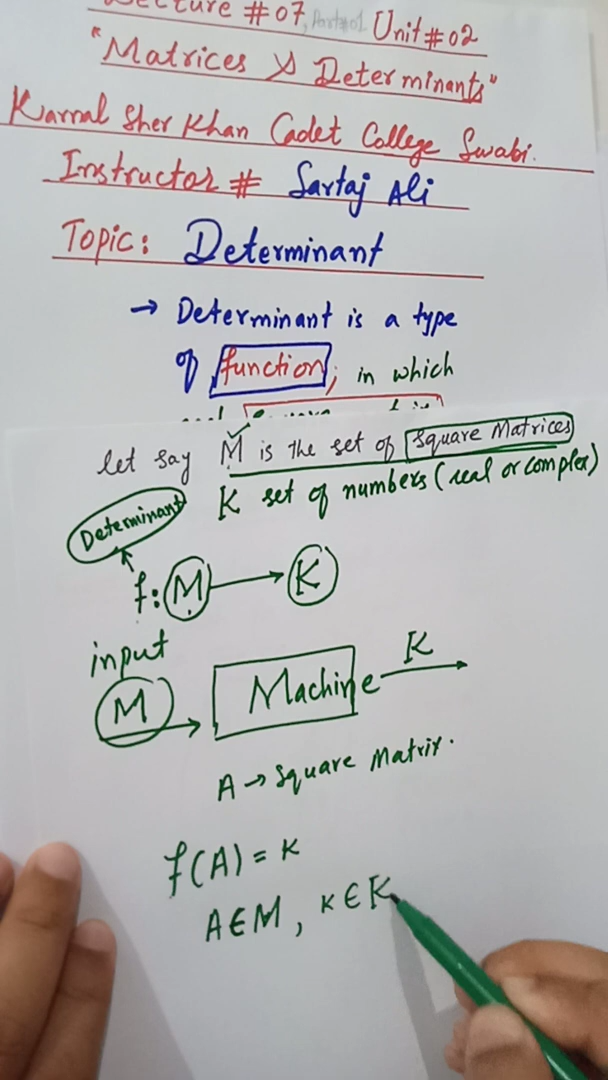 Lecture #07, Part#01 Unit#02
"Matrices & Determinants"
Karnal Sher Khan Cadet College Swabi.
Instructor # Sartaj Ali
Topic: Determinant
→ Determinant is a type
of function, in which
let say M is the set of Square Matrices
K set of numbers (real or complex)
Determinant
f: M → K
input
M → Machine K →
A → Square Matrix.
f(A) = K
A∈M, K∈K